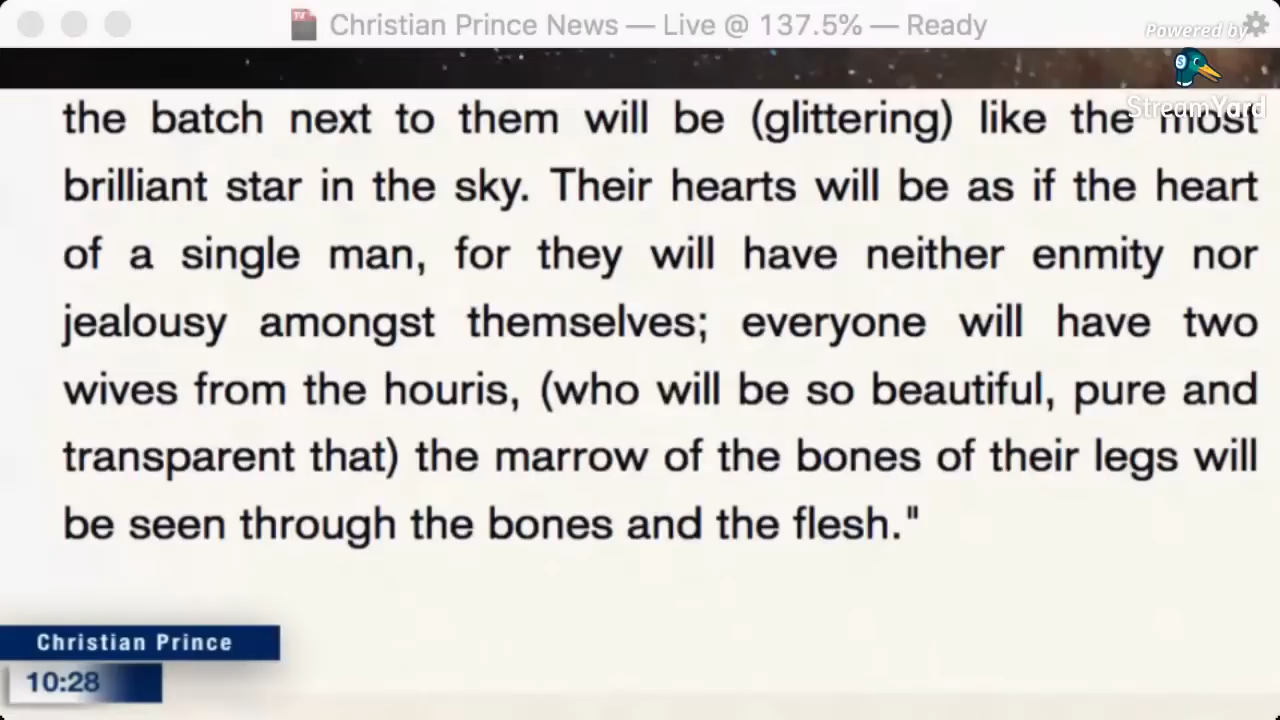 Christian Prince News — Live @ 137.5% — Ready
Powered by
StreamYard
the batch next to them will be (glittering) like the most
brilliant star in the sky. Their hearts will be as if the heart
of a single man, for they will have neither enmity nor
jealousy amongst themselves; everyone will have two
wives from the houris, (who will be so beautiful, pure and
transparent that) the marrow of the bones of their legs will
be seen through the bones and the flesh."
Christian Prince
10:28